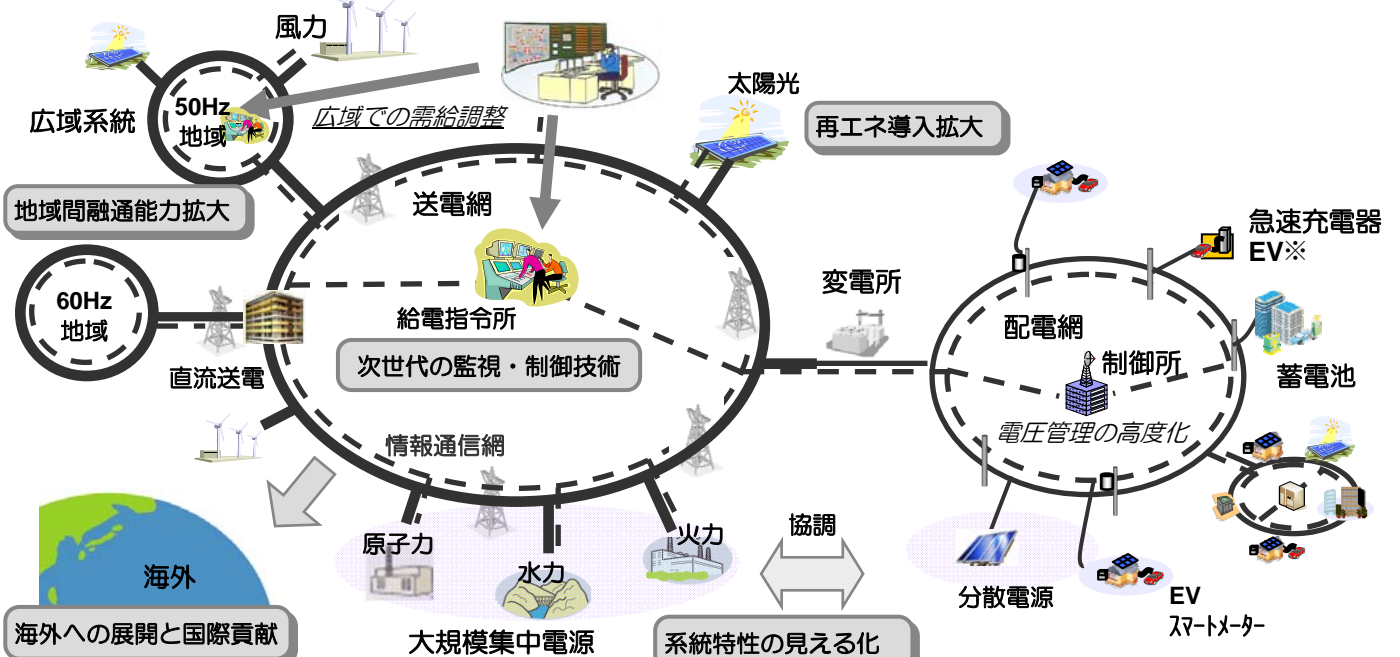 風力
太陽光
広域系統
50Hz
地域
広域での需給調整
再エネ導入拡大
地域間融通能力拡大
送電網
急速充電器
EV※
60Hz
地域
給電指令所
変電所
配電網
次世代の監視・制御技術
制御所
直流送電
蓄電池
電圧管理の高度化
情報通信網
原子力
水力
火力
協調
海外
分散電源
EV
スマートメーター
海外への展開と国際貢献
大規模集中電源
系統特性の見える化